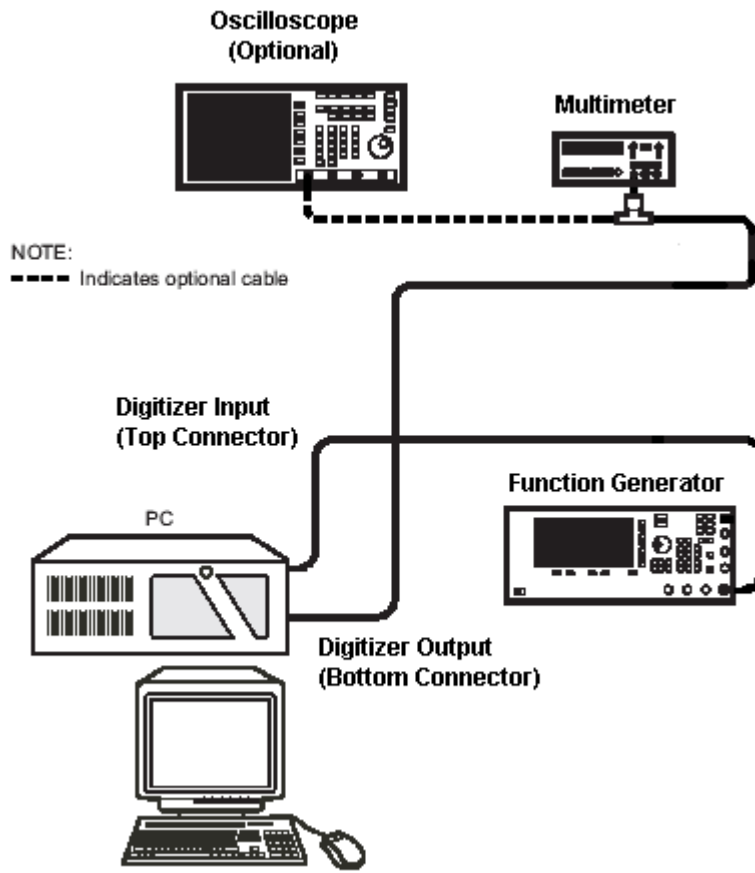 Oscilloscope
(Optional)
Multimeter
NOTE:
Indicates optional cable
Digitizer Input
(Top Connector)
Function Generator
PC
Digitizer Output
(Bottom Connector)